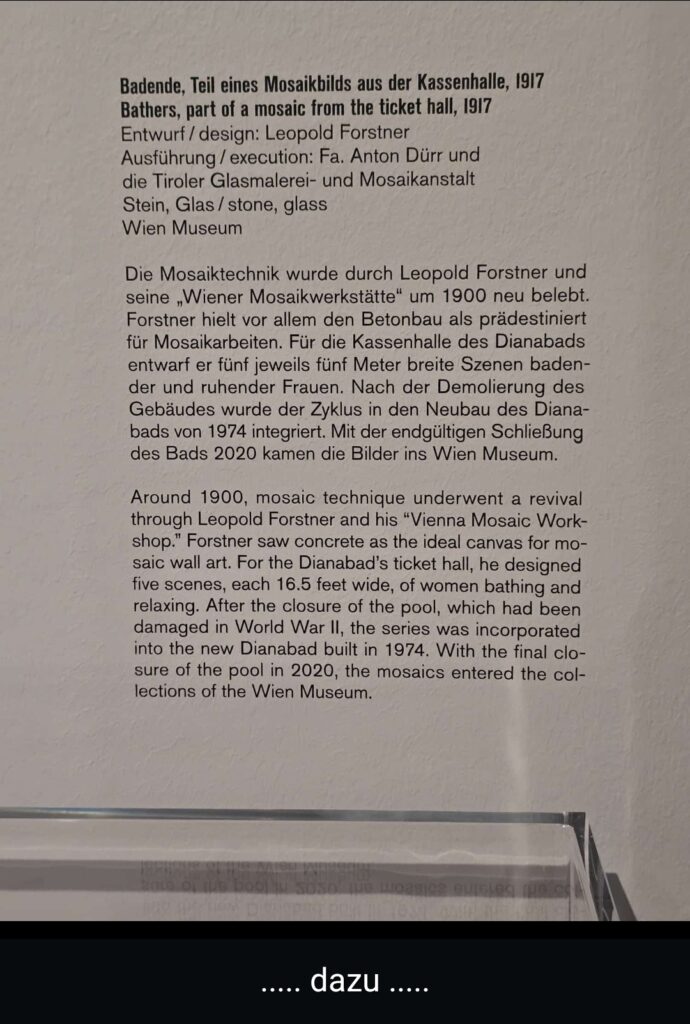 Badende, Teil eines Mosaikbilds aus der Kassenhalle, 1917
Bathers, part of a mosaic from the ticket hall, 1917
Entwurf / design: Leopold Forstner
Ausführung / execution: Fa. Anton Dürr und
die Tiroler Glasmalerei- und Mosaikanstalt
Stein, Glas / stone, glass
Wien Museum
Die Mosaiktechnik wurde durch Leopold Forstner und
seine „Wiener Mosaikwerkstätte“ um 1900 neu belebt.
Forstner hielt vor allem den Betonbau als prädestiniert
für Mosaikarbeiten. Für die Kassenhalle des Dianabads
entwarf er fünf jeweils fünf Meter breite Szenen baden-
der und ruhender Frauen. Nach der Demolierung des
Gebäudes wurde der Zyklus in den Neubau des Diana-
bads von 1974 integriert. Mit der endgültigen Schließung
des Bads 2020 kamen die Bilder ins Wien Museum.
Around 1900, mosaic technique underwent a revival
through Leopold Forstner and his “Vienna Mosaic Work-
shop.” Forstner saw concrete as the ideal canvas for mo-
saic wall art. For the Dianabad’s ticket hall, he designed
five scenes, each 16.5 feet wide, of women bathing and
relaxing. After the closure of the pool, which had been
damaged in World War II, the series was incorporated
into the new Dianabad built in 1974. With the final clo-
sure of the pool in 2020, the mosaics entered the col-
lections of the Wien Museum.
..... dazu .....